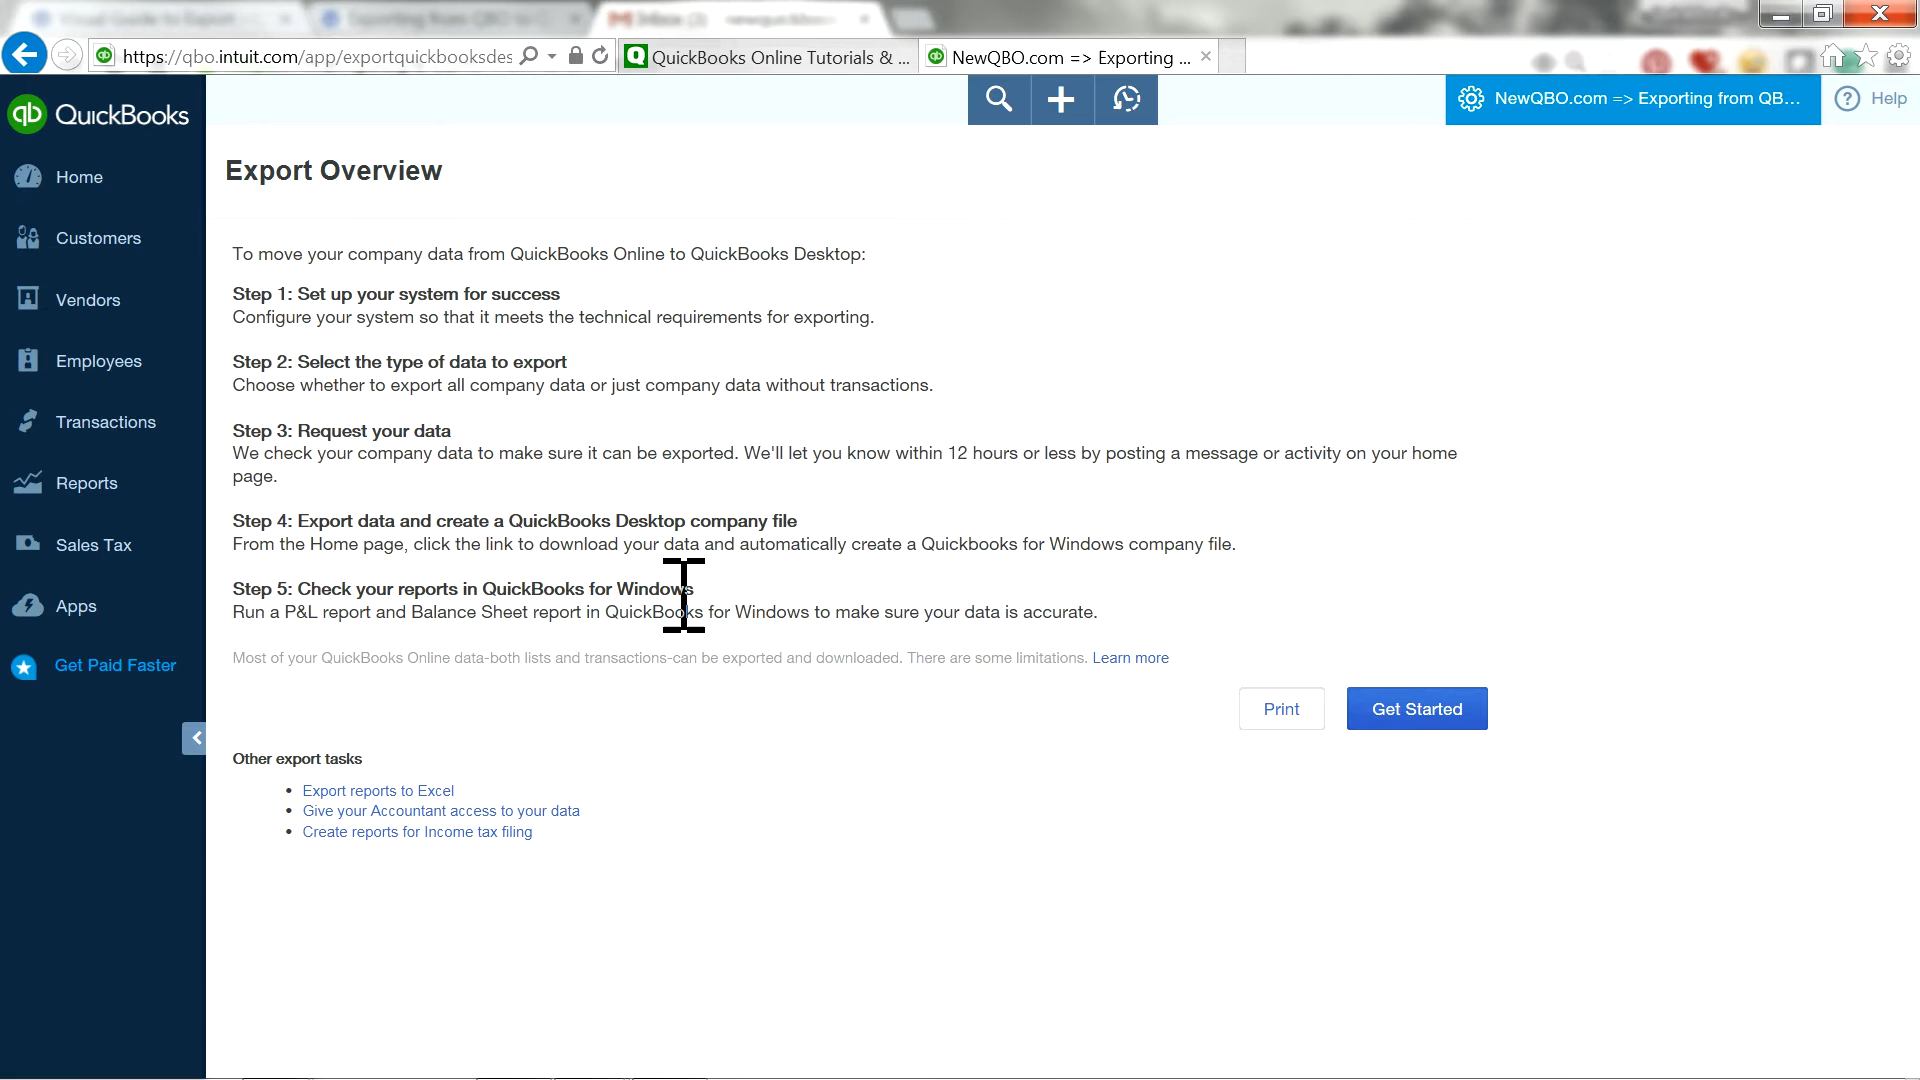 Visual Guide to Export
Exporting from QBO to Q
Inbox (2)
https://qbo.intuit.com/app/exportquickbooksdes
QuickBooks Online Tutorials & ...
NewQBO.com => Exporting ...
qb QuickBooks
NewQBO.com => Exporting from QB...
Help
Home
Customers
Vendors
Employees
Transactions
Reports
Sales Tax
Apps
Get Paid Faster
Export Overview
To move your company data from QuickBooks Online to QuickBooks Desktop:
Step 1: Set up your system for success
Configure your system so that it meets the technical requirements for exporting.
Step 2: Select the type of data to export
Choose whether to export all company data or just company data without transactions.
Step 3: Request your data
We check your company data to make sure it can be exported. We'll let you know within 12 hours or less by posting a message or activity on your home
page.
Step 4: Export data and create a QuickBooks Desktop company file
From the Home page, click the link to download your data and automatically create a Quickbooks for Windows company file.
Step 5: Check your reports in QuickBooks for Windows
Run a P&L report and Balance Sheet report in QuickBooks for Windows to make sure your data is accurate.
Most of your QuickBooks Online data-both lists and transactions-can be exported and downloaded. There are some limitations. Learn more
Print
Get Started
Other export tasks
• Export reports to Excel
• Give your Accountant access to your data
• Create reports for Income tax filing